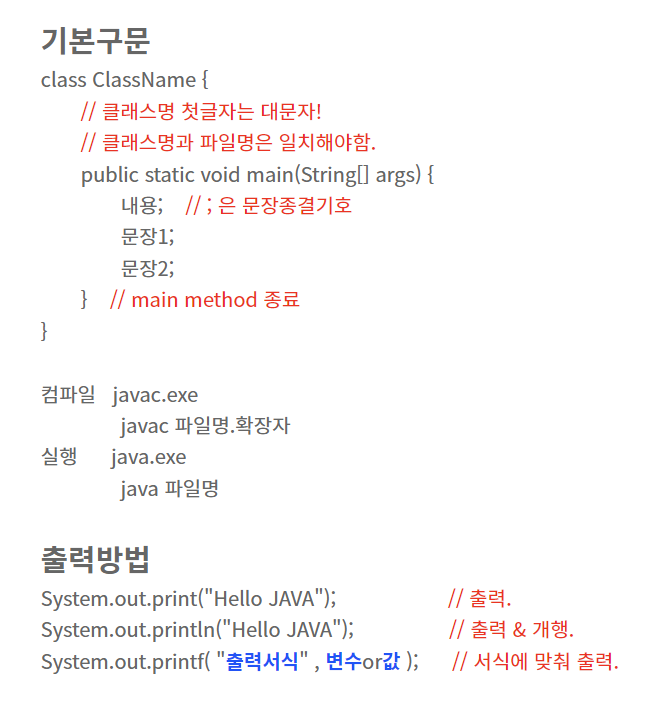 기본구문
class ClassName {
// 클래스명 첫글자는 대문자!
// 클래스명과 파일명은 일치해야함.
public static void main(String[] args) {
내용; // ; 은 문장종결기호
문장1;
문장2;
} // main method 종료
}
컴파일 javac.exe
javac 파일명.확장자
실행 java.exe
java 파일명
출력방법
System.out.print("Hello JAVA"); // 출력.
System.out.println("Hello JAVA"); // 출력 & 개행.
System.out.printf( "출력서식" , 변수or값 ); // 서식에 맞춰 출력.